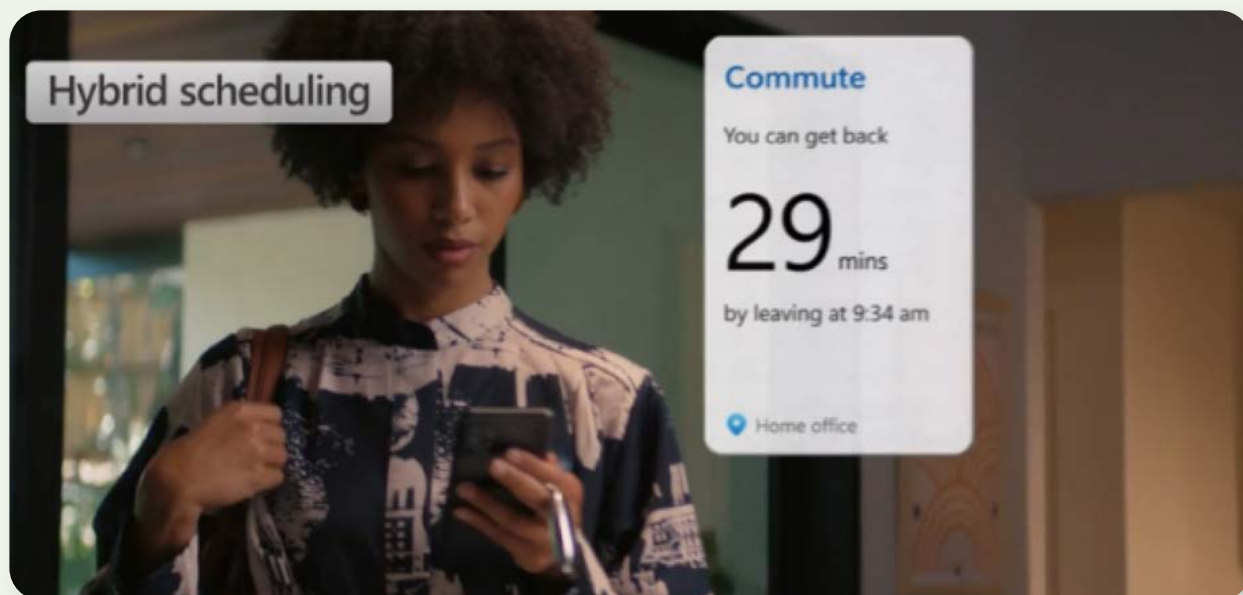 Hybrid scheduling
Commute
You can get back
29 mins
by leaving at 9:34 am
Home office